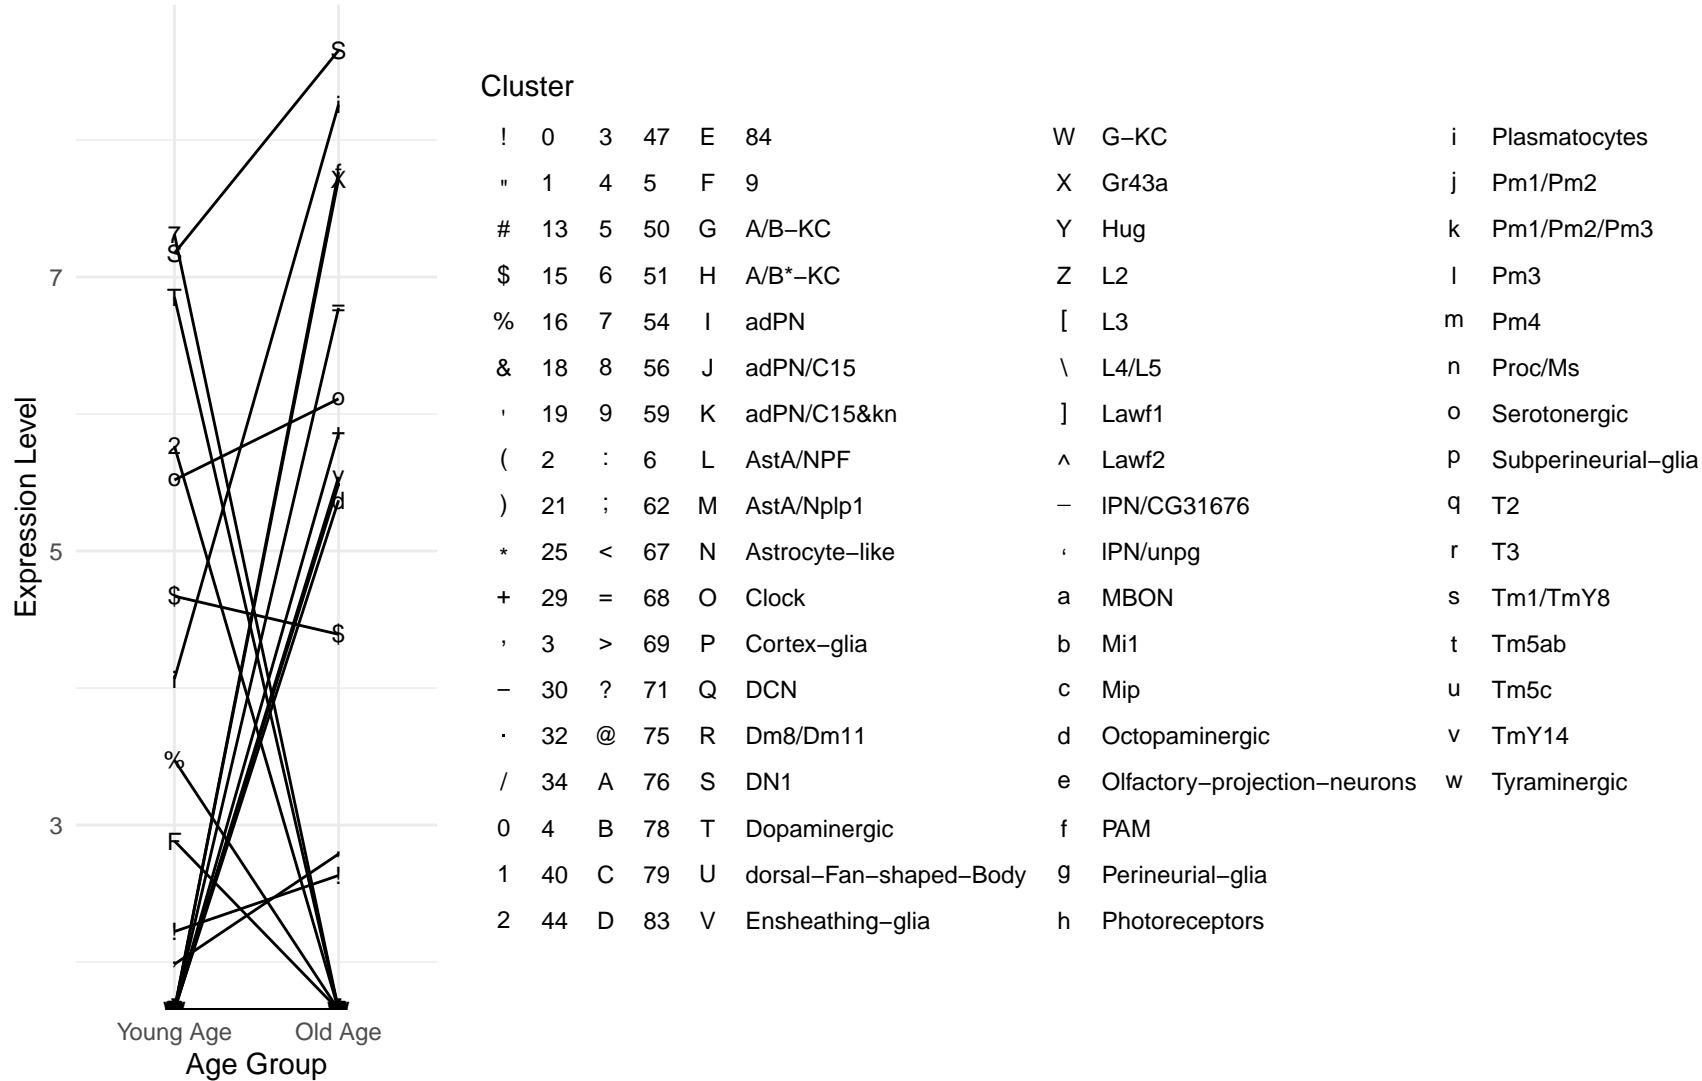 Cluster
! 0 3 47 E 84 W G−KC i Plasmatocytes
" 1 4 5 F 9 X Gr43a j Pm1/Pm2
# 13 5 50 G A/B−KC Y Hug k Pm1/Pm2/Pm3
$ 15 6 51 H A/B*−KC Z L2 l Pm3
% 16 7 54 I adPN [ L3 m Pm4
& 18 8 56 J adPN/C15 \ L4/L5 n Proc/Ms
' 19 9 59 K adPN/C15&kn ] Lawf1 o Serotonergic
( 2 : 6 L AstA/NPF ^ Lawf2 p Subperineurial−glia
) 21 ; 62 M AstA/Nplp1 − lPN/CG31676 q T2
* 25 < 67 N Astrocyte−like ‘ lPN/unpg r T3
+ 29 = 68 O Clock a MBON s Tm1/TmY8
, 3 > 69 P Cortex−glia b Mi1 t Tm5ab
− 30 ? 71 Q DCN c Mip u Tm5c
. 32 @ 75 R Dm8/Dm11 d Octopaminergic v TmY14
/ 34 A 76 S DN1 e Olfactory−projection−neurons w Tyraminergic
0 4 B 78 T Dopaminergic f PAM
1 40 C 79 U dorsal−Fan−shaped−Body g Perineurial−glia
2 44 D 83 V Ensheathing−glia h Photoreceptors
Expression Level
7
5
3
S
i
f
X
7
S
T
=
o
2
+
o
v
d
$
$
i
%
F
!
!
Young Age Old Age
Age Group